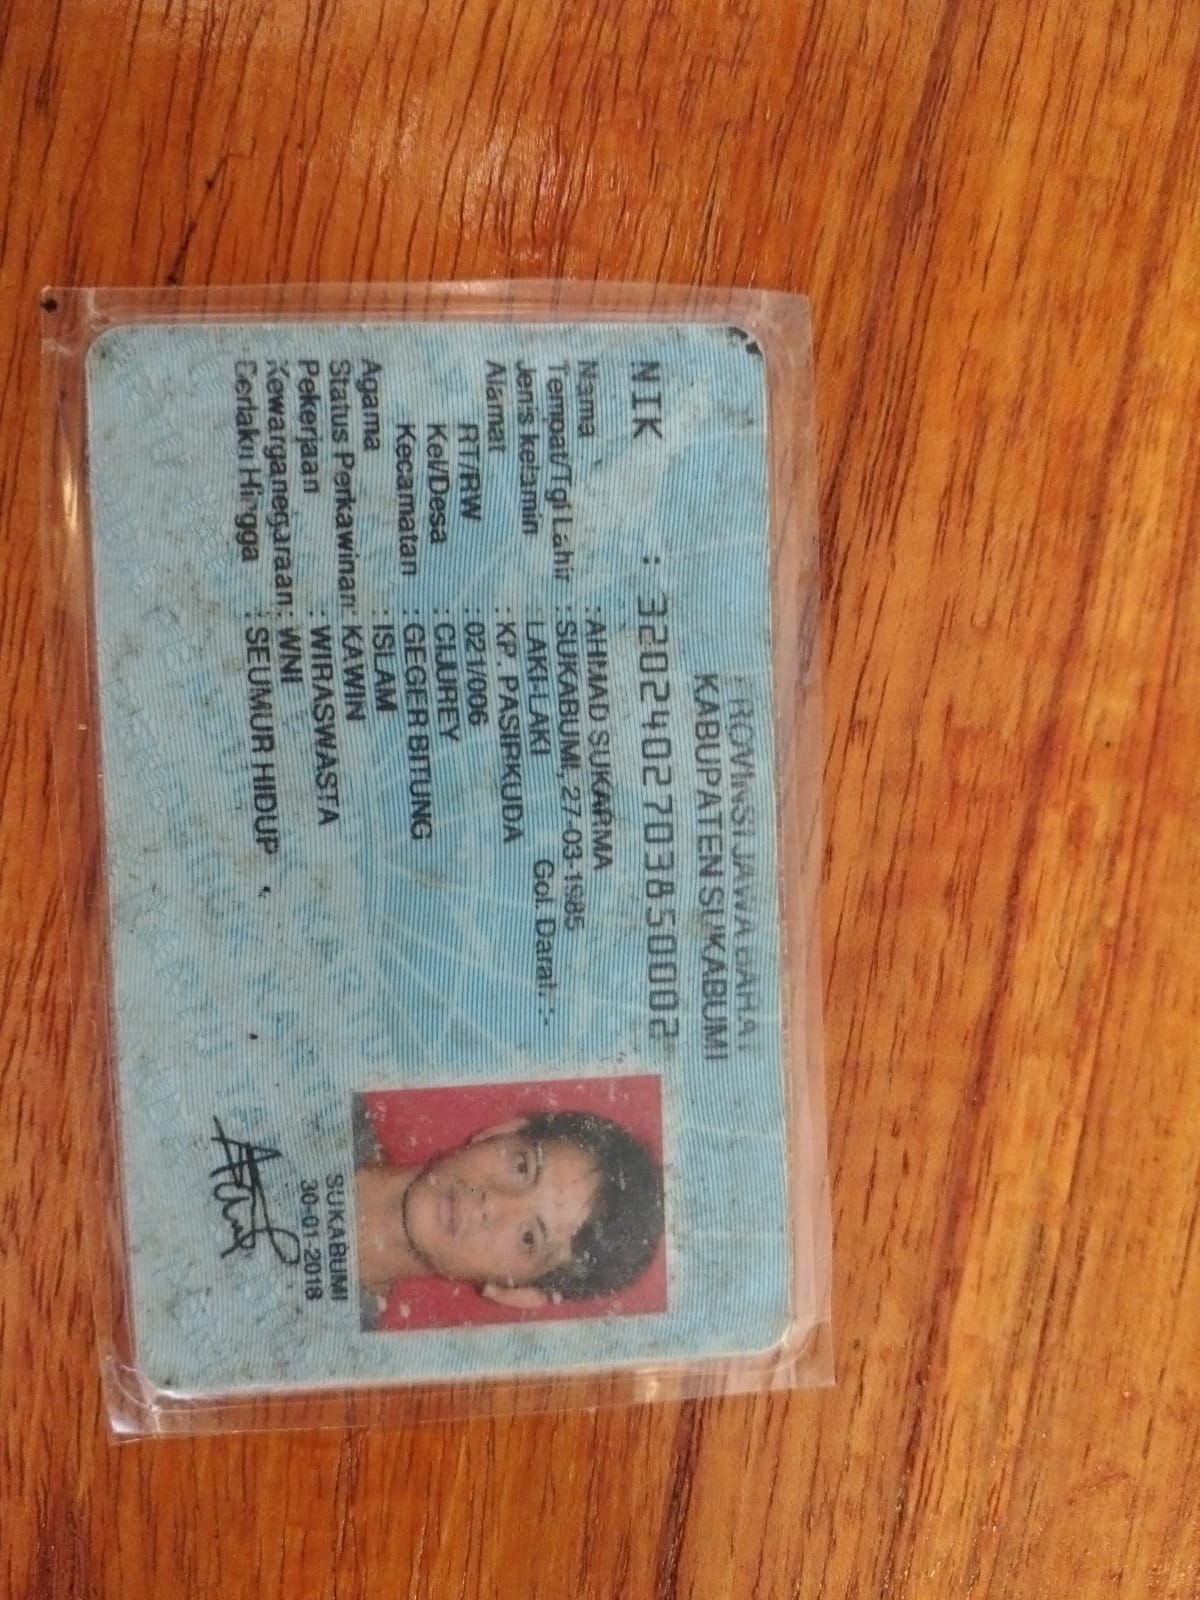 PROVINSI JAWA BARAT
KABUPATEN SUKABUMI
NIK : 3202402703850002
Nama : AHMAD SUKARMA
Tempat/Tgl Lahir : SUKABUMI, 27-03-1985
Jenis kelamin : LAKI-LAKI Gol. Darah : -
Alamat : KP. PASIRKUDA
RT/RW : 021/006
Kel/Desa : CIJUREY
Kecamatan : GEGERBITUNG
Agama : ISLAM
Status Perkawinan : KAWIN
Pekerjaan : WIRASWASTA
Kewarganegaraan : WNI
Berlaku Hingga : SEUMUR HIDUP
SUKABUMI
30-01-2018